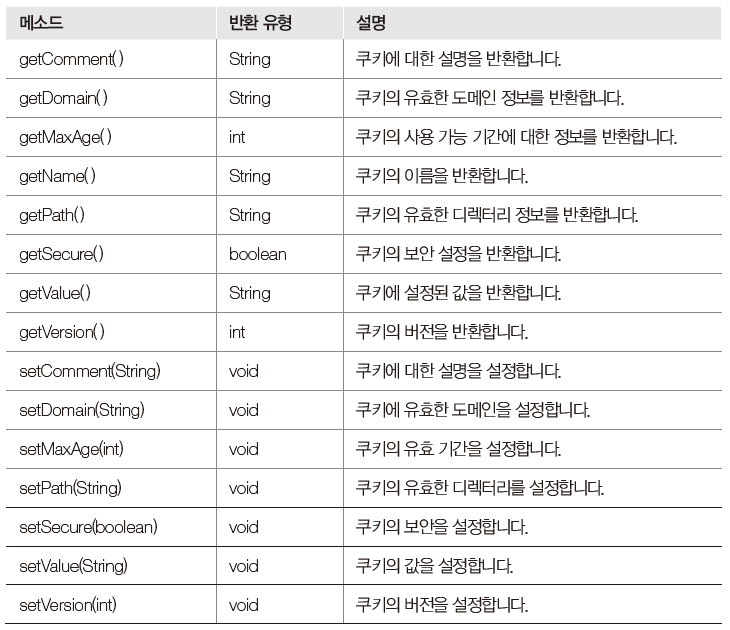 메소드 반환 유형 설명
getComment( ) String 쿠키에 대한 설명을 반환합니다.
getDomain( ) String 쿠키의 유효한 도메인 정보를 반환합니다.
getMaxAge( ) int 쿠키의 사용 가능 기간에 대한 정보를 반환합니다.
getName( ) String 쿠키의 이름을 반환합니다.
getPath( ) String 쿠키의 유효한 디렉터리 정보를 반환합니다.
getSecure( ) boolean 쿠키의 보안 설정을 반환합니다.
getValue( ) String 쿠키에 설정된 값을 반환합니다.
getVersion( ) int 쿠키의 버전을 반환합니다.
setComment(String) void 쿠키에 대한 설명을 설정합니다.
setDomain(String) void 쿠키에 유효한 도메인을 설정합니다.
setMaxAge(int) void 쿠키의 유효 기간을 설정합니다.
setPath(String) void 쿠키의 유효한 디렉터리를 설정합니다.
setSecure(boolean) void 쿠키의 보안을 설정합니다.
setValue(String) void 쿠키의 값을 설정합니다.
setVersion(int) void 쿠키의 버전을 설정합니다.